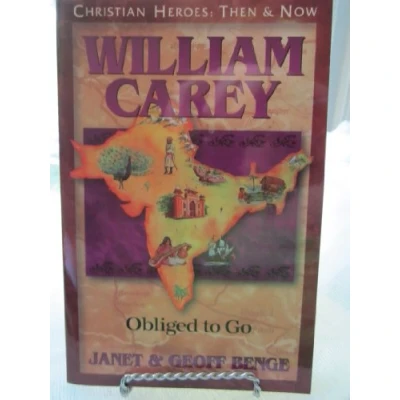 CHRISTIAN HEROES: THEN & NOW
WILLIAM
CAREY
Obliged to Go
JANET & GEOFF BENGE